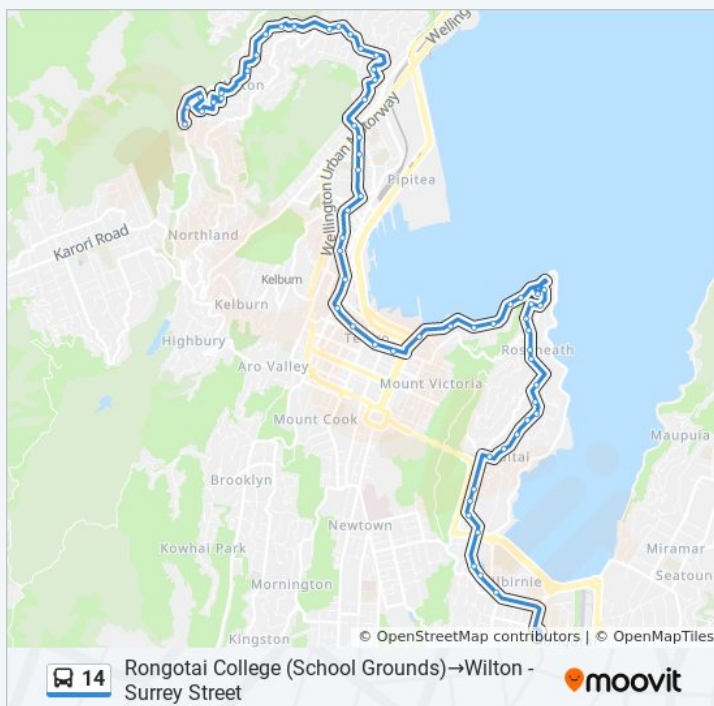 Welling
Wilton
Wellington Urban Motorway
Pipitea
Karori Road
Northland
Kelburn
Kelburn
Highbury
Te Aro
Roseneath
Aro Valley
Mount Victoria
Mount Cook
Maupuia
Brooklyn
Newtown
Kowhai Park
Miramar
Seatoun
Kilbirnie
Mornington
Kingston
© OpenStreetMap contributors | © OpenMapTiles
14 Rongotai College (School Grounds)→Wilton -
Surrey Street
moovit